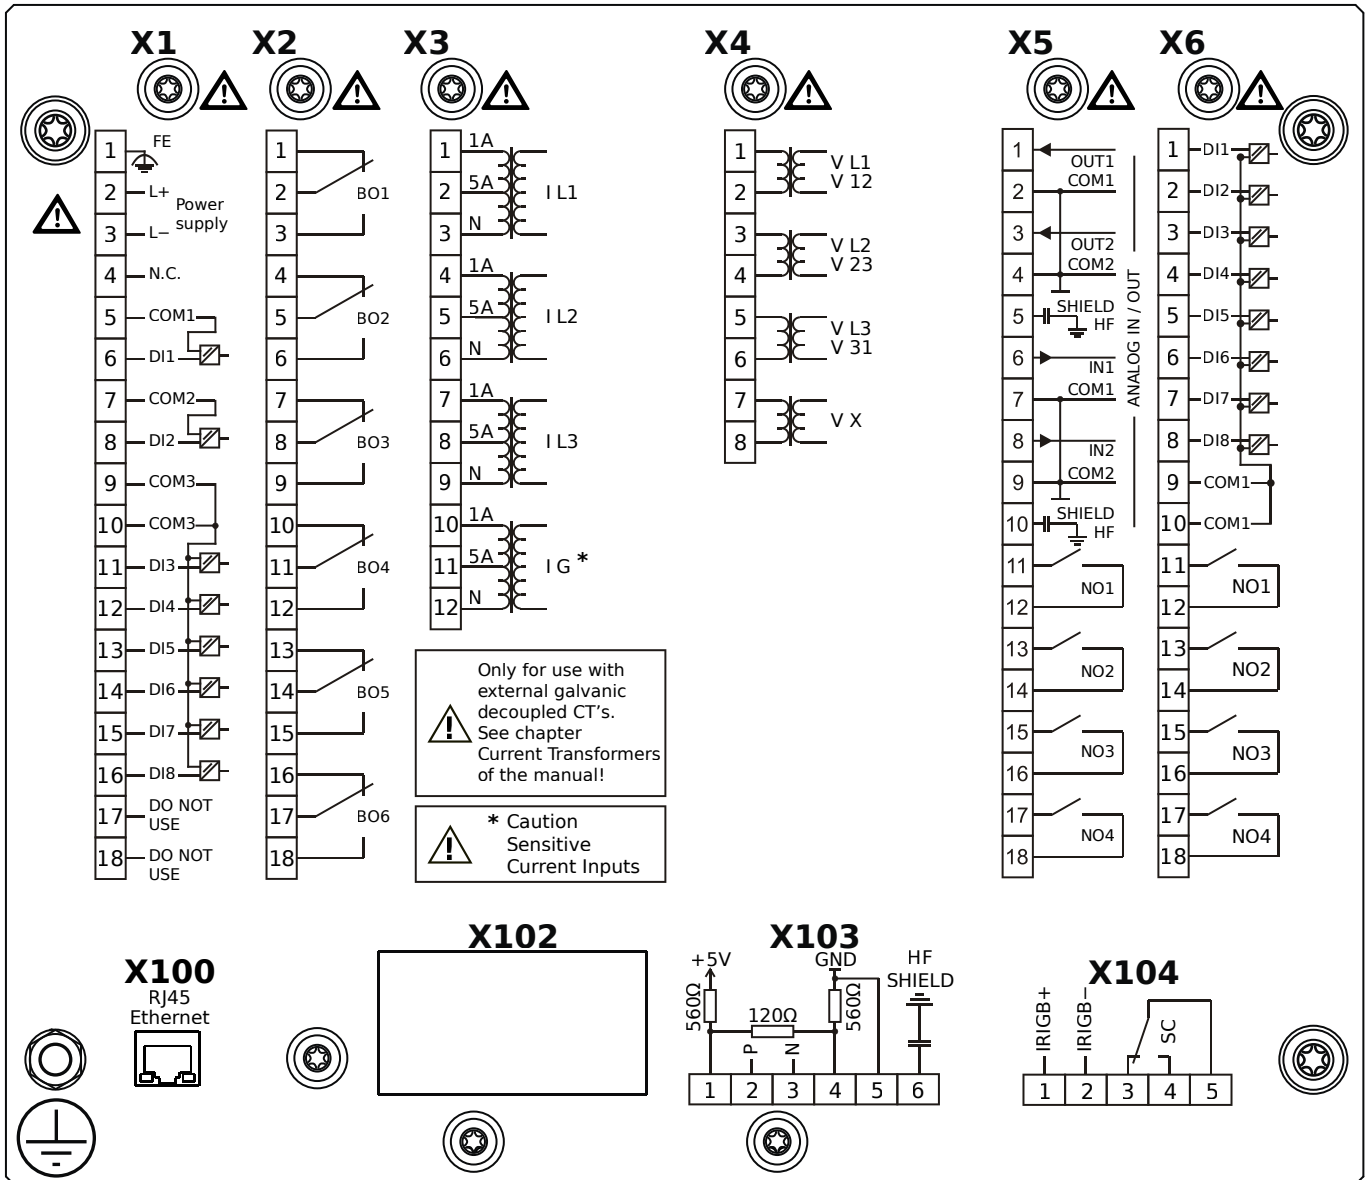 X1
X2
X3
X4
X5
X6
1 FE
2 L+ Power
supply
3 L−
4 N.C.
5 COM1
6 DI1
7 COM2
8 DI2
9 COM3
10 COM3
11 DI3
12 DI4
13 DI5
14 DI6
15 DI7
16 DI8
17 DO NOT
USE
18 DO NOT
USE
1
2 BO1
3
4
5 BO2
6
7
8 BO3
9
10
11 BO4
12
13
14 BO5
15
16
17 BO6
18
1 1A
2 5A I L1
3 N
4 1A
5 5A I L2
6 N
7 1A
8 5A I L3
9 N
10 1A
11 5A I G *
12 N
Only for use with
external galvanic
decoupled CT's.
See chapter
Current Transformers
of the manual!
* Caution
Sensitive
Current Inputs
1 V L1
2 V 12
3 V L2
4 V 23
5 V L3
6 V 31
7 V X
8
1 OUT1
2 COM1
3 OUT2
4 COM2
5 SHIELD
HF
6 IN1
7 COM1
8 IN2
9 COM2
10 SHIELD
HF
ANALOG IN / OUT
11
NO1
12
13
NO2
14
15
NO3
16
17
NO4
18
1 DI1
2 DI2
3 DI3
4 DI4
5 DI5
6 DI6
7 DI7
8 DI8
9 COM1
10 COM1
11
NO1
12
13
NO2
14
15
NO3
16
17
NO4
18
X100
RJ45
Ethernet
X102
X103
+5V GND HF
SHIELD
560Ω 120Ω 560Ω
P N
1 2 3 4 5 6
X104
IRIGB+ IRIGB− SC
1 2 3 4 5